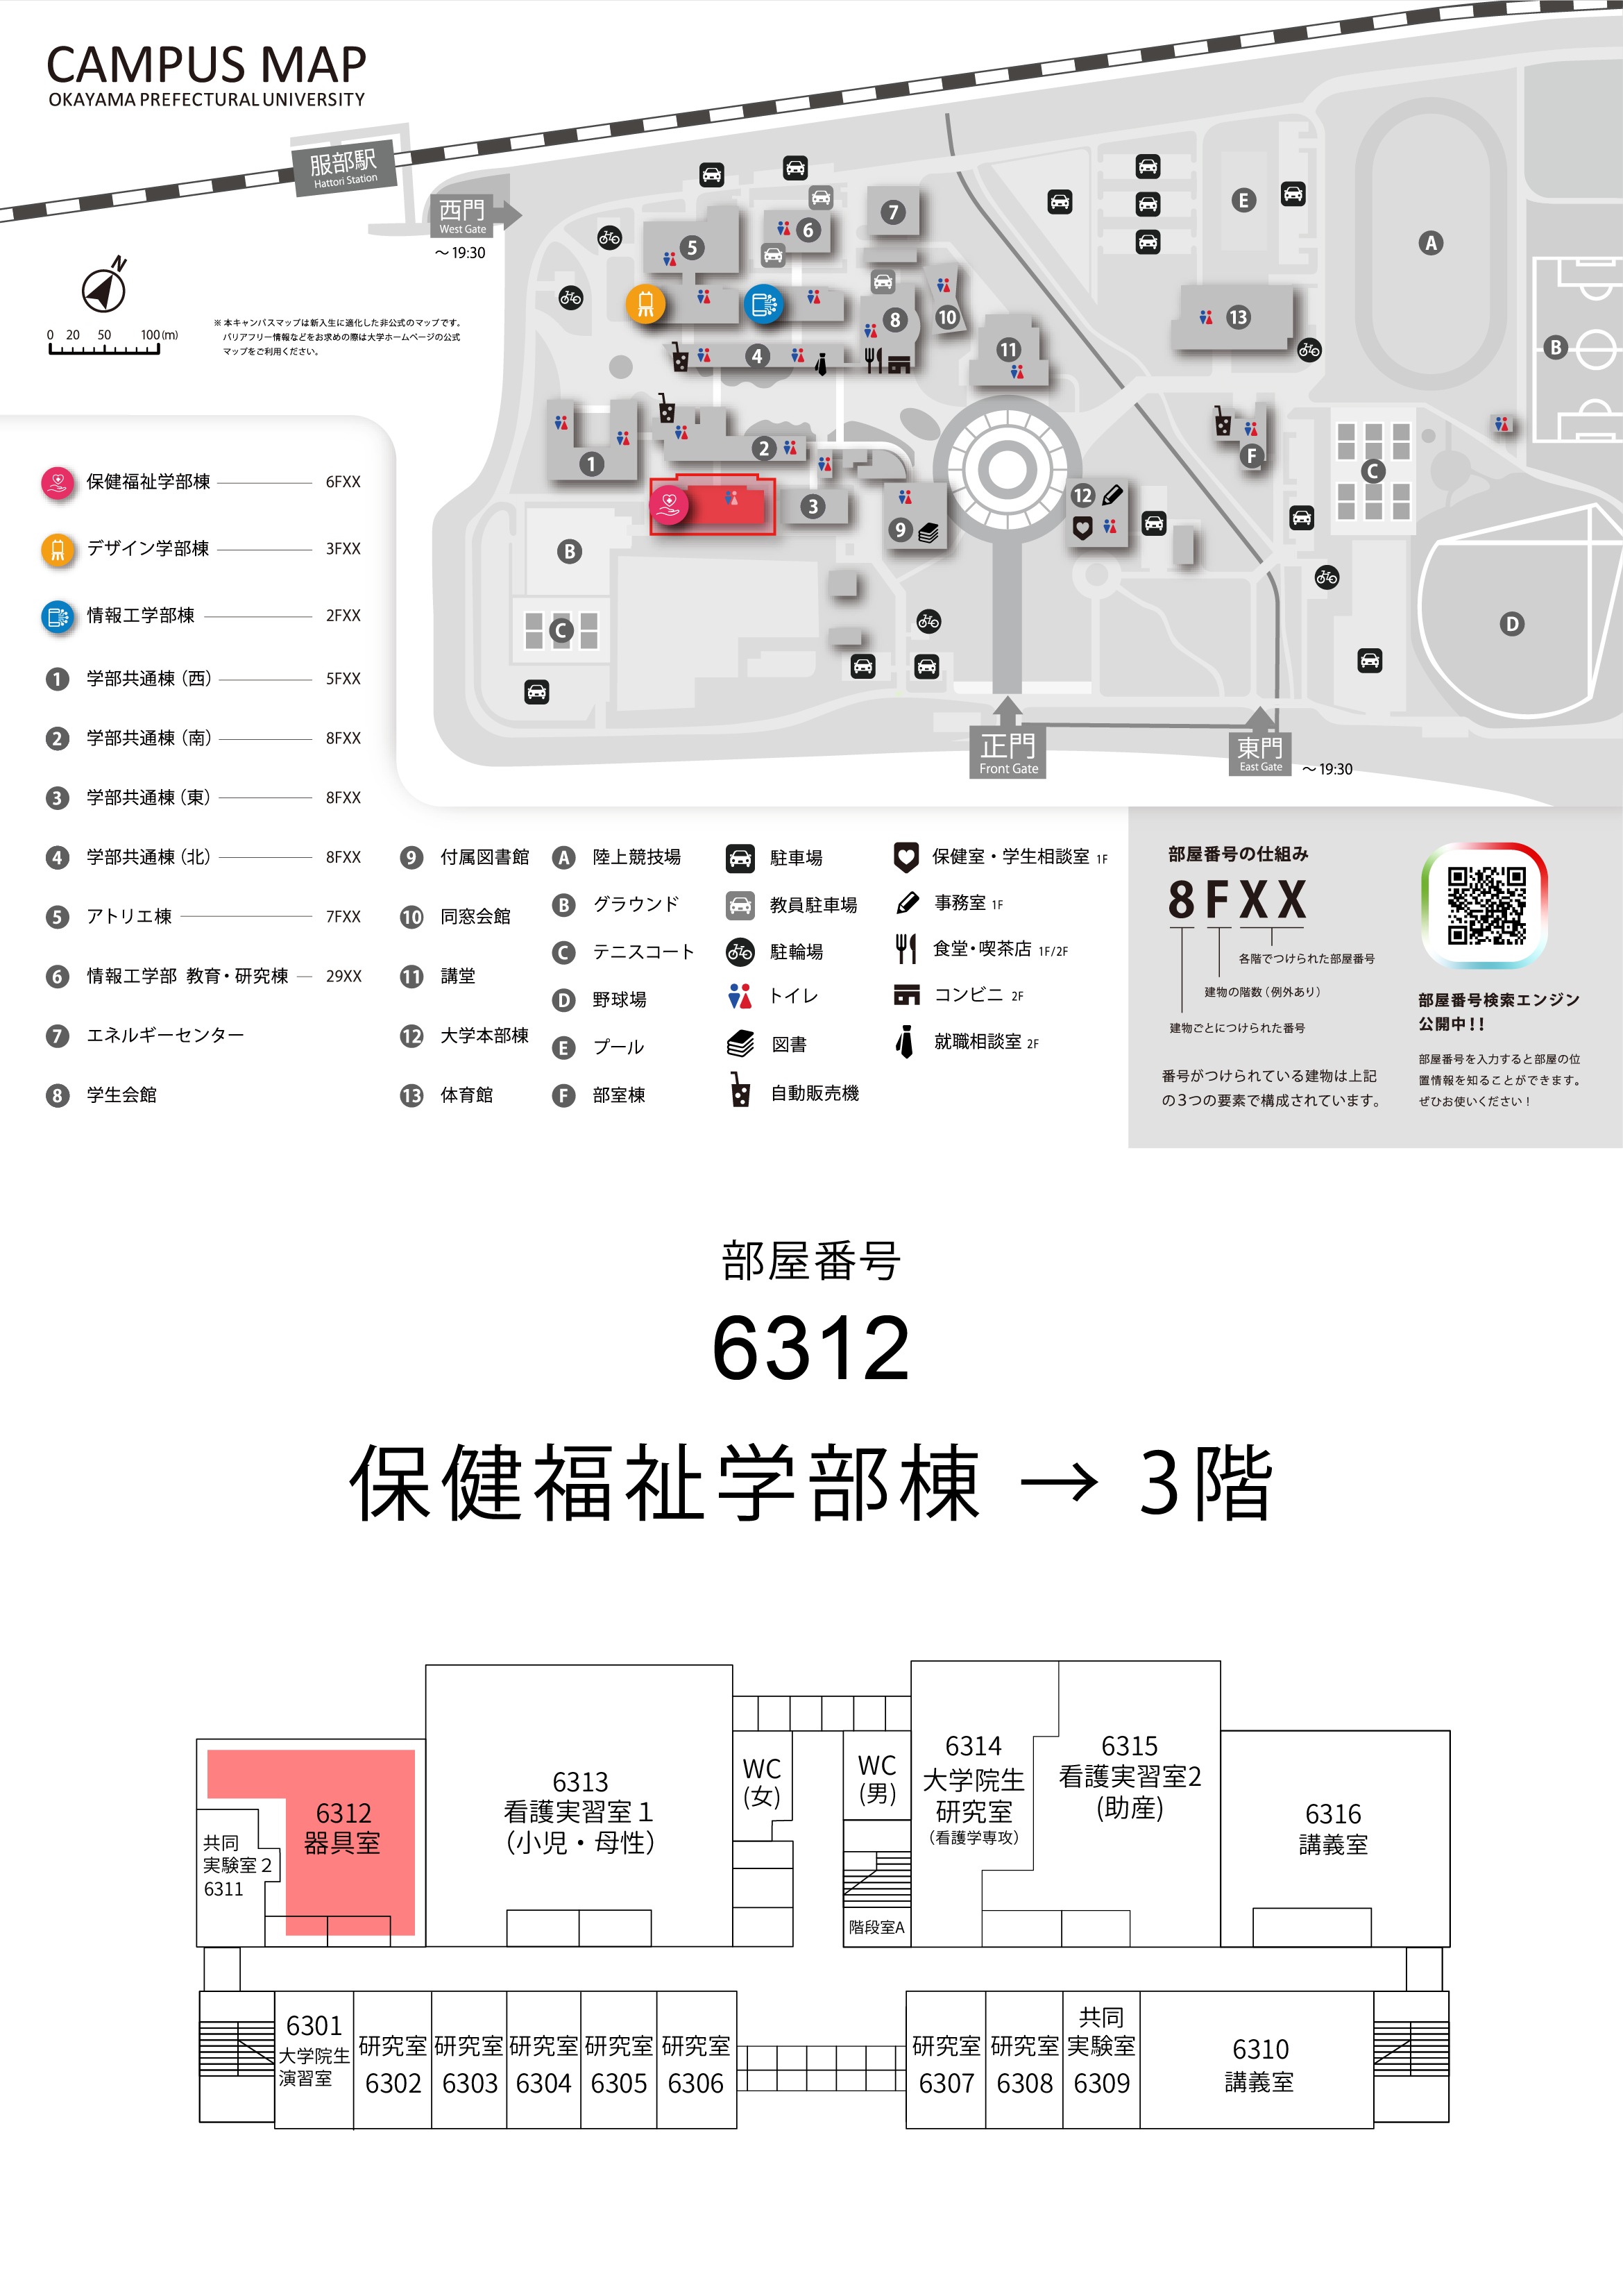 CAMPUS MAP
OKAYAMA PREFECTURAL UNIVERSITY
服部駅
Hattori Station
西門
West Gate
～19:30
N
0 20 50 100(m)
※本キャンパスマップは新入生に適化した非公式のマップです。
バリアフリー情報などをお求めの際は大学ホームページの公式
マップをご利用ください。
5
6
7
8
10
11
4
1
2
3
9
12
13
A
B
C
D
E
F
B
C
正門
Front Gate
東門
East Gate
～19:30
保健福祉学部棟 6FXX
デザイン学部棟 3FXX
情報工学部棟 2FXX
1 学部共通棟（西） 5FXX
2 学部共通棟（南） 8FXX
3 学部共通棟（東） 8FXX
4 学部共通棟（北） 8FXX
5 アトリエ棟 7FXX
6 情報工学部 教育・研究棟 29XX
7 エネルギーセンター
8 学生会館
9 付属図書館
10 同窓会館
11 講堂
12 大学本部棟
13 体育館
A 陸上競技場
B グラウンド
C テニスコート
D 野球場
E プール
F 部室棟
駐車場
教員駐車場
駐輪場
トイレ
図書
自動販売機
保健室・学生相談室 1F
事務室 1F
食堂・喫茶店 1F/2F
コンビニ 2F
就職相談室 2F
部屋番号の仕組み
8FXX
各階でつけられた部屋番号
建物の階数（例外あり）
建物ごとにつけられた番号
番号がつけられている建物は上記
の3つの要素で構成されています。
部屋番号検索エンジン
公開中！！
部屋番号を入力すると部屋の位
置情報を知ることができます。
ぜひお使いください！
部屋番号
6312
保健福祉学部棟 → 3階
6312
器具室
共同
実験室２
6311
6313
看護実習室１
（小児・母性）
WC
(女)
WC
(男)
階段室A
6314
大学院生
研究室
（看護学専攻）
6315
看護実習室2
(助産)
6316
講義室
6301
大学院生
演習室
研究室
6302
研究室
6303
研究室
6304
研究室
6305
研究室
6306
研究室
6307
研究室
6308
共同
実験室
6309
6310
講義室